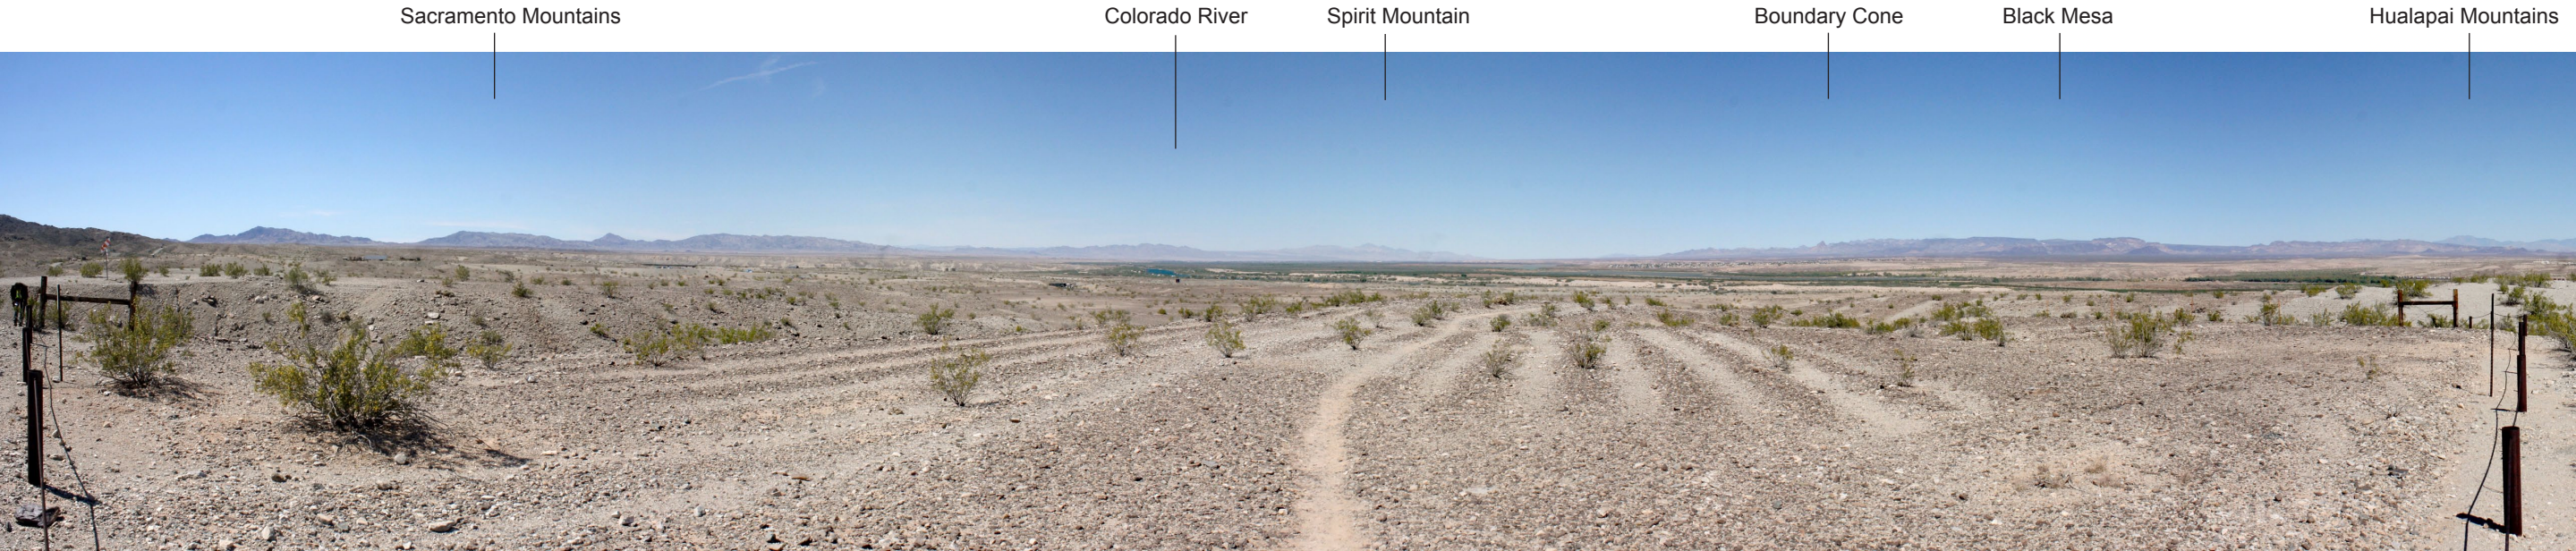 Sacramento Mountains
Colorado River
Spirit Mountain
Boundary Cone
Black Mesa
Hualapai Mountains